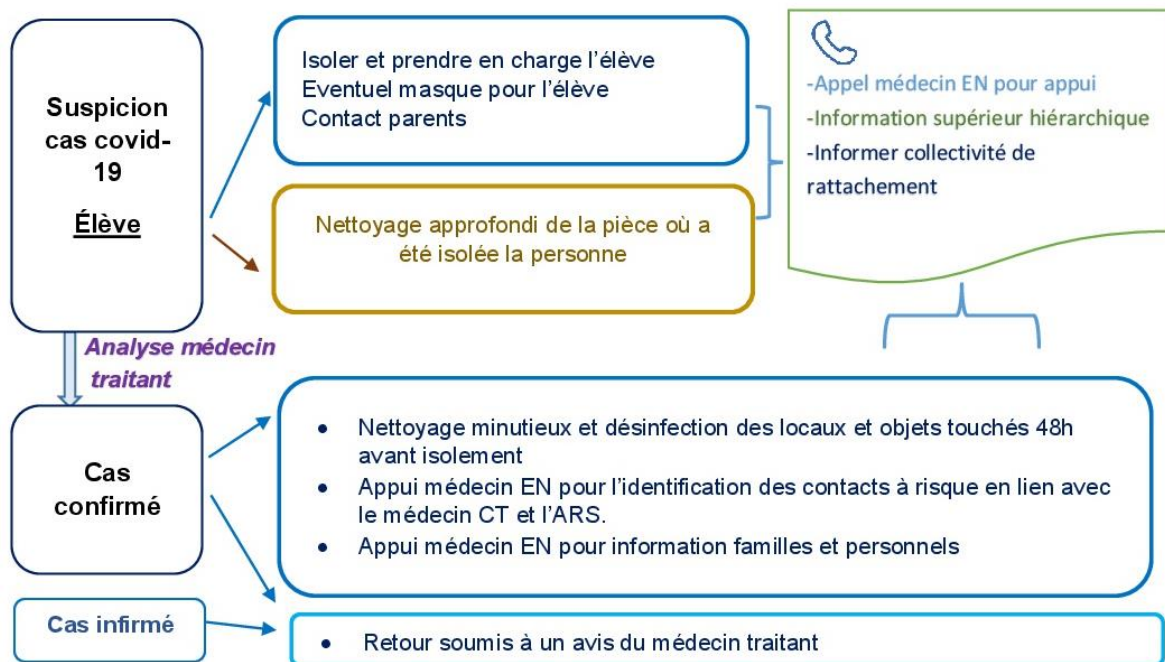 Suspicion
cas covid-
19
Élève
Isoler et prendre en charge l'élève
Eventuel masque pour l'élève
Contact parents
Nettoyage approfondi de la pièce où a
été isolée la personne
-Appel médecin EN pour appui
-Information supérieur hiérarchique
-Informer collectivité de
rattachement
Analyse médecin
traitant
Cas
confirmé
• Nettoyage minutieux et désinfection des locaux et objets touchés 48h
avant isolement
• Appui médecin EN pour l'identification des contacts à risque en lien avec
le médecin CT et l'ARS.
• Appui médecin EN pour information familles et personnels
Cas infirmé
• Retour soumis à un avis du médecin traitant